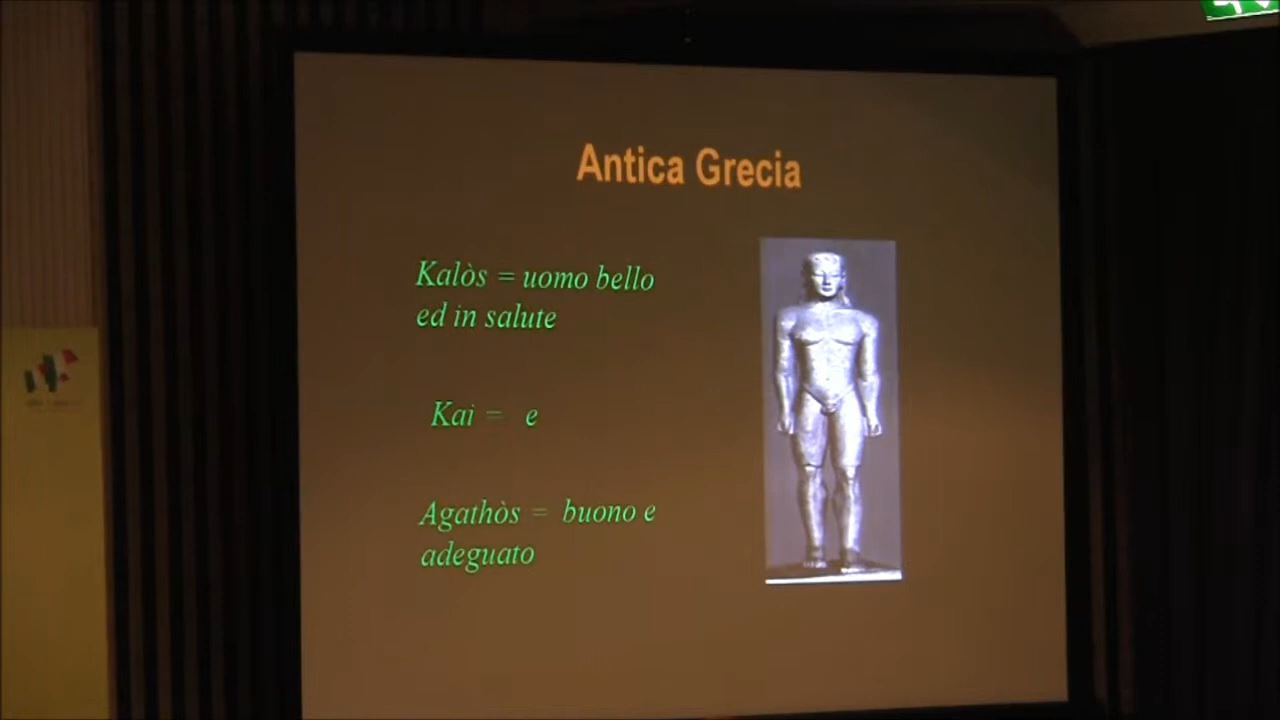 Antica Grecia
Kalòs = uomo bello
ed in salute
Kai = e
Agathòs = buono e
adeguato